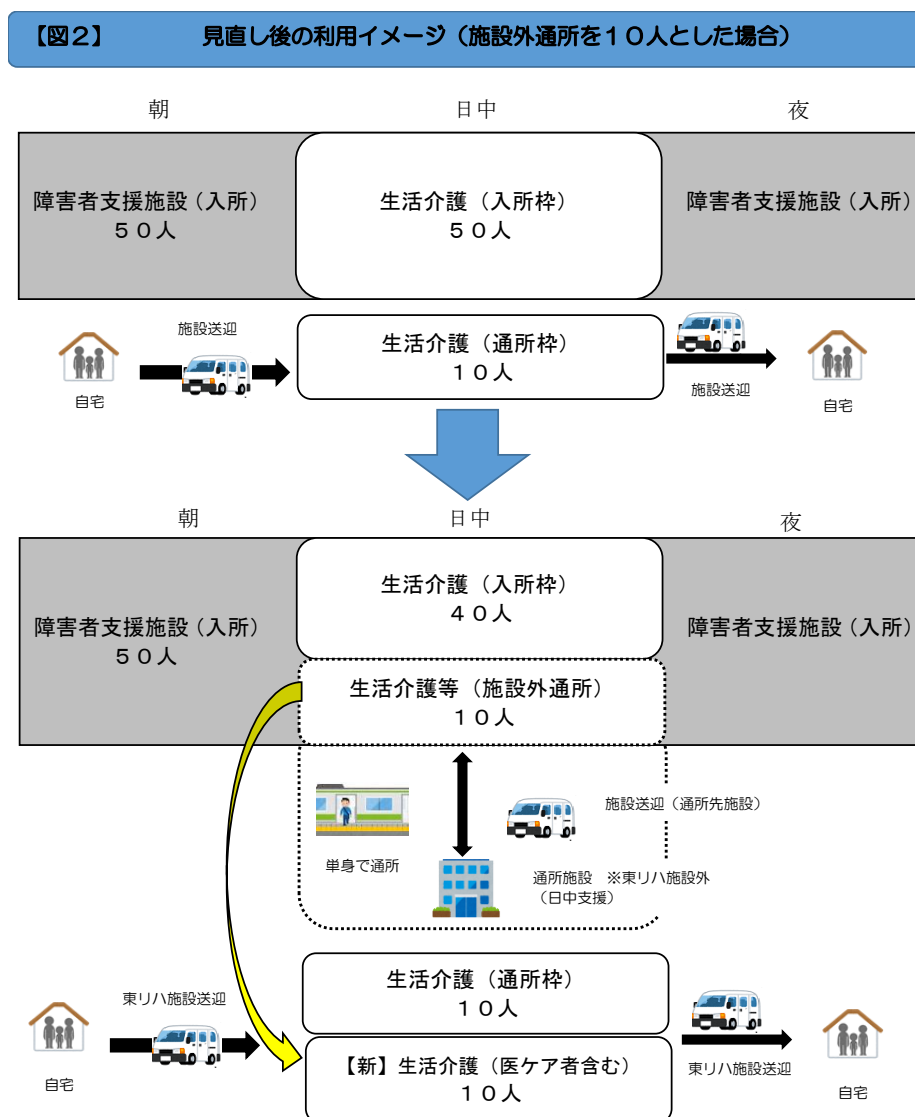 【図2】 見直し後の利用イメージ（施設外通所を１０人とした場合）
朝 日中 夜
障害者支援施設（入所）
５０人
生活介護（入所枠）
５０人
障害者支援施設（入所）
施設送迎
自宅
生活介護（通所枠）
１０人
施設送迎
自宅
朝 日中 夜
障害者支援施設（入所）
５０人
生活介護（入所枠）
４０人
障害者支援施設（入所）
生活介護等（施設外通所）
１０人
単身で通所
施設送迎（通所先施設）
通所施設 ※東リハ施設外
（日中支援）
東リハ施設送迎
自宅
生活介護（通所枠）
１０人
【新】生活介護（医ケア者含む）
１０人
東リハ施設送迎
自宅